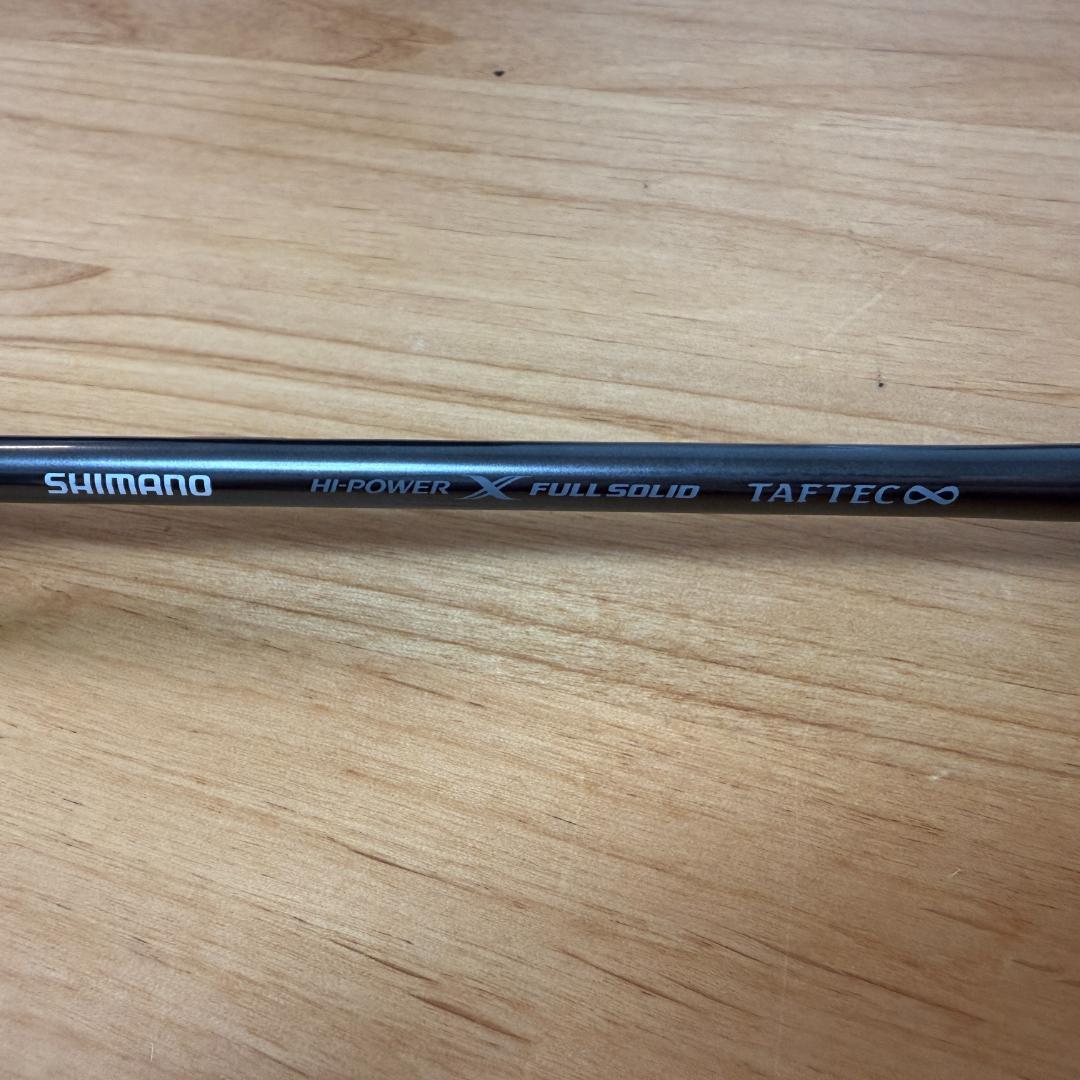 SHIMANO HI-POWER X FULL SOLID TAFTEC∞